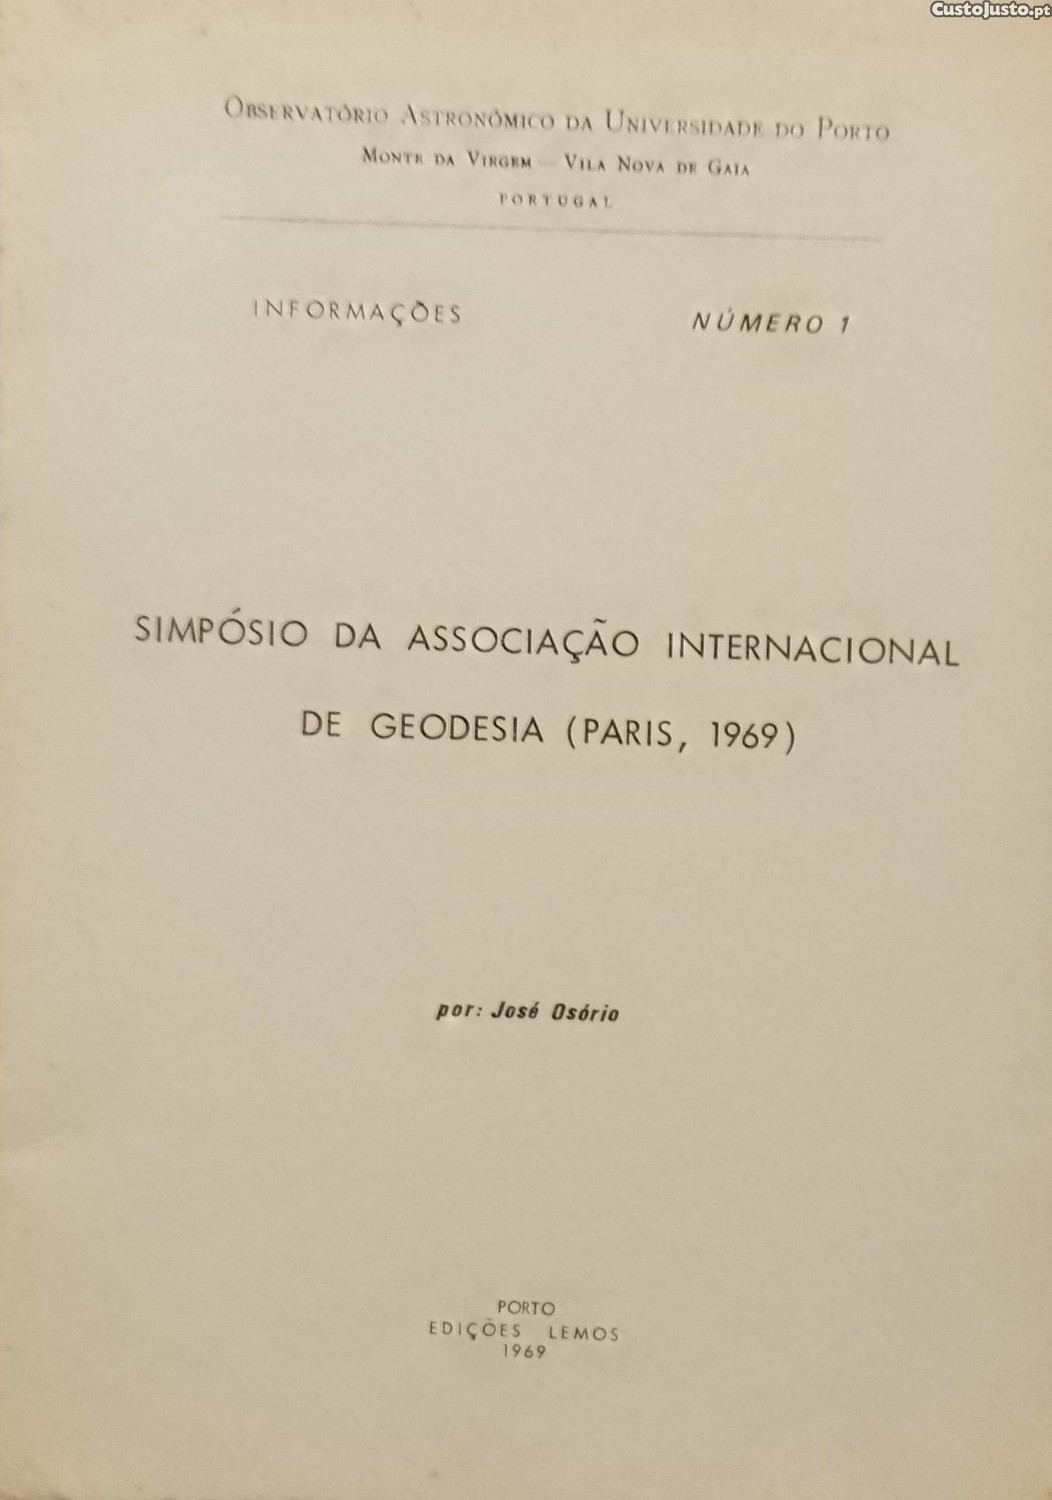 CustoJusto.pt
OBSERVATÓRIO ASTRONÓMICO DA UNIVERSIDADE DO PORTO
MONTE DA VIRGEM — VILA NOVA DE GAIA
PORTUGAL
INFORMAÇÕES NÚMERO 1
SIMPÓSIO DA ASSOCIAÇÃO INTERNACIONAL
DE GEODESIA (PARIS, 1969)
por: José Osório
PORTO
EDIÇÕES LEMOS
1969